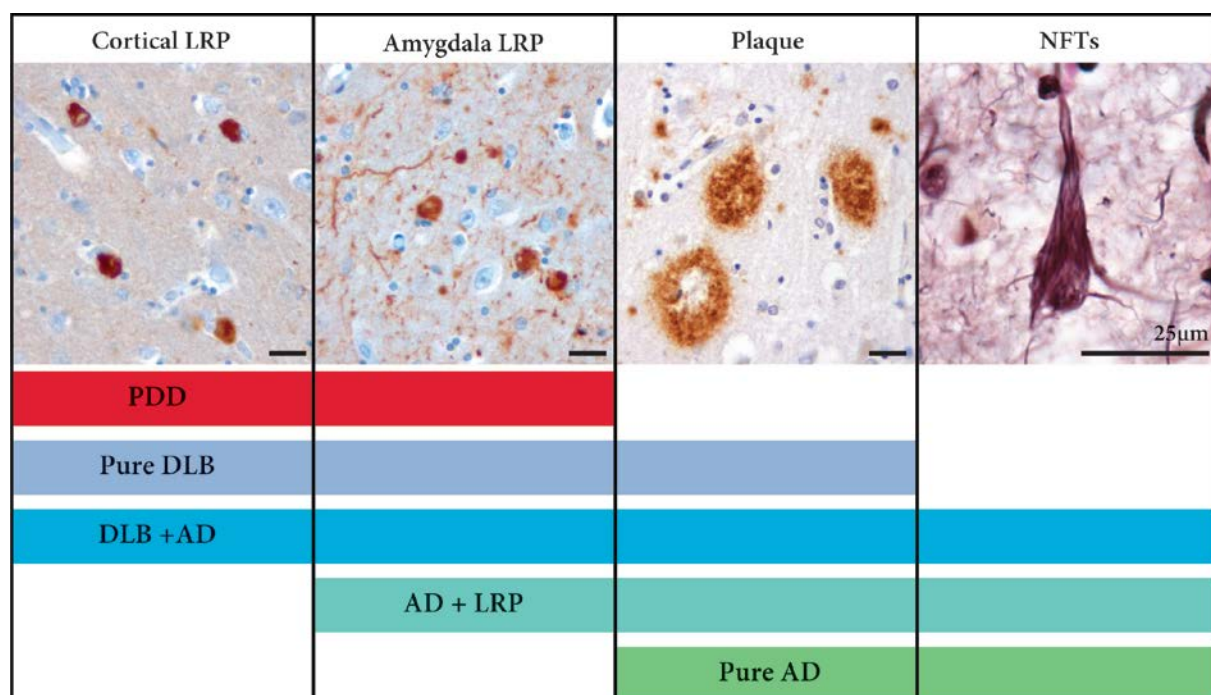 Cortical LRP
Amygdala LRP
Plaque
NFTs
25µm
PDD
Pure DLB
DLB +AD
AD + LRP
Pure AD